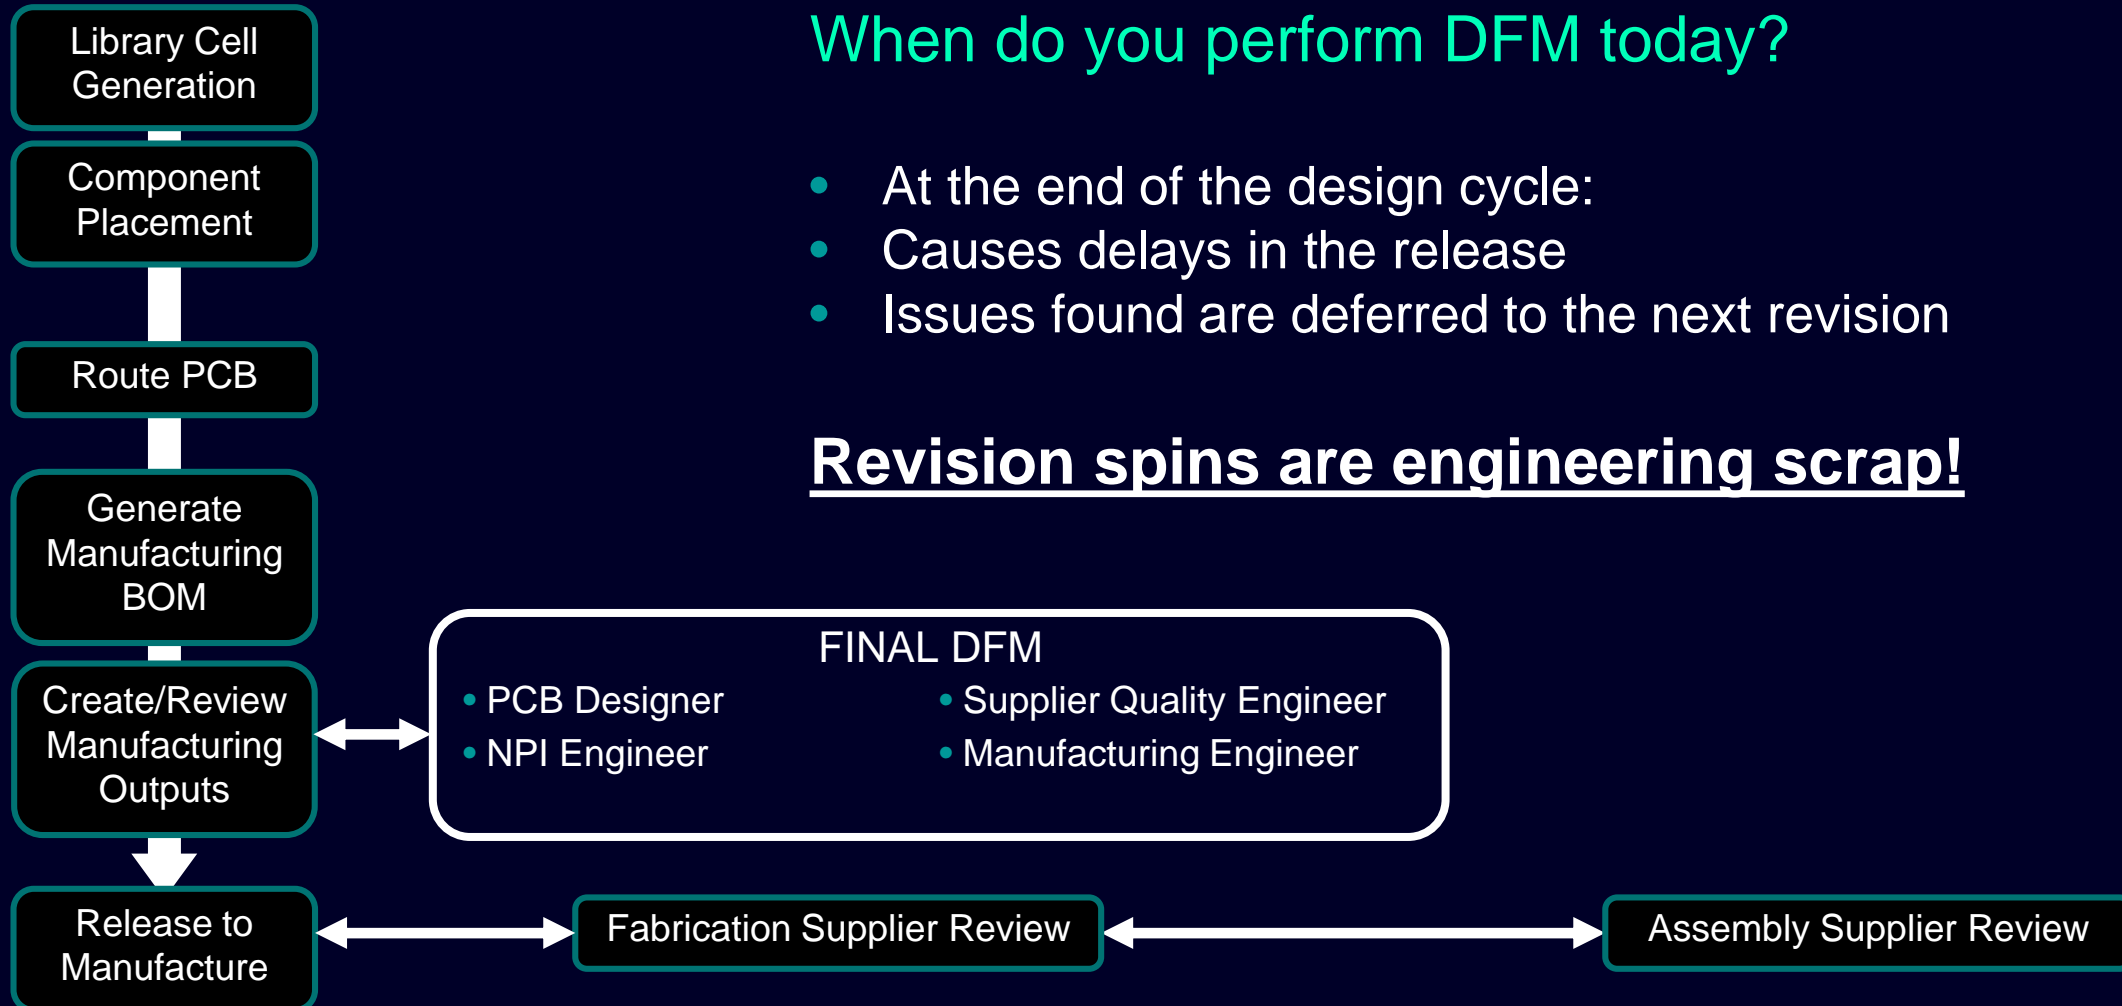 Library Cell
Generation
Component
Placement
Route PCB
Generate
Manufacturing
BOM
Create/Review
Manufacturing
Outputs
Release to
Manufacture
When do you perform DFM today?
• At the end of the design cycle:
• Causes delays in the release
• Issues found are deferred to the next revision
Revision spins are engineering scrap!
FINAL DFM
• PCB Designer
• NPI Engineer
• Supplier Quality Engineer
• Manufacturing Engineer
Fabrication Supplier Review
Assembly Supplier Review